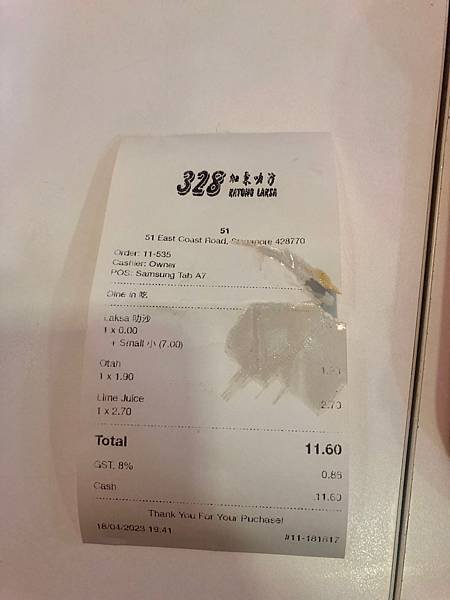 328 加東叻沙
KATONG LAKSA
51
51 East Coast Road, Singapore 428770
Order: 11-535
Cashier: Owner
POS: Samsung Tab A7
Dine in 吃
Laksa 叻沙
1 x 0.00
+ Small 小 (7.00)
Otah
1 x 1.90 1.90
Lime Juice 2.70
1 x 2.70
Total 11.60
GST, 8% 0.86
Cash 11.60
Thank You For Your Puchase!
18/04/2023 19:41 #11-181617